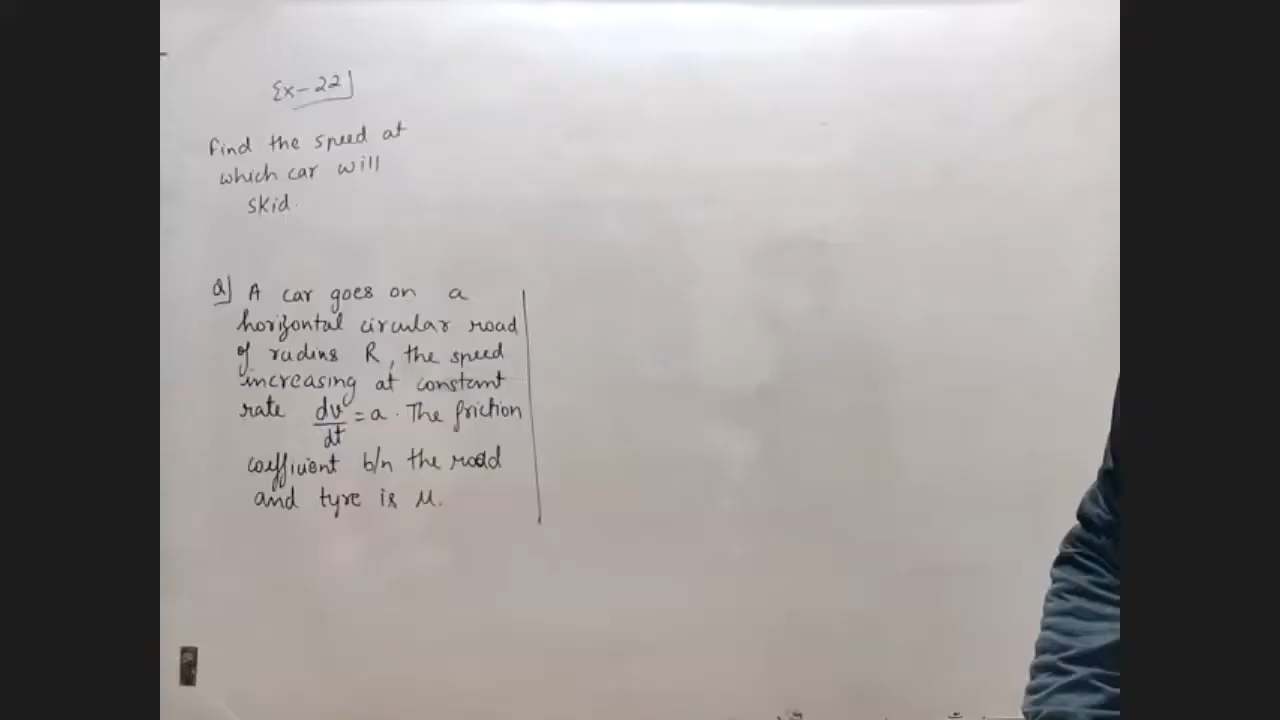 Ex-22
Find the speed at
which car will
skid.
Q] A car goes on a
horizontal circular road
of radius R, the speed
increasing at constant
rate dv/dt = a. The friction
coefficient b/n the road
and tyre is μ.